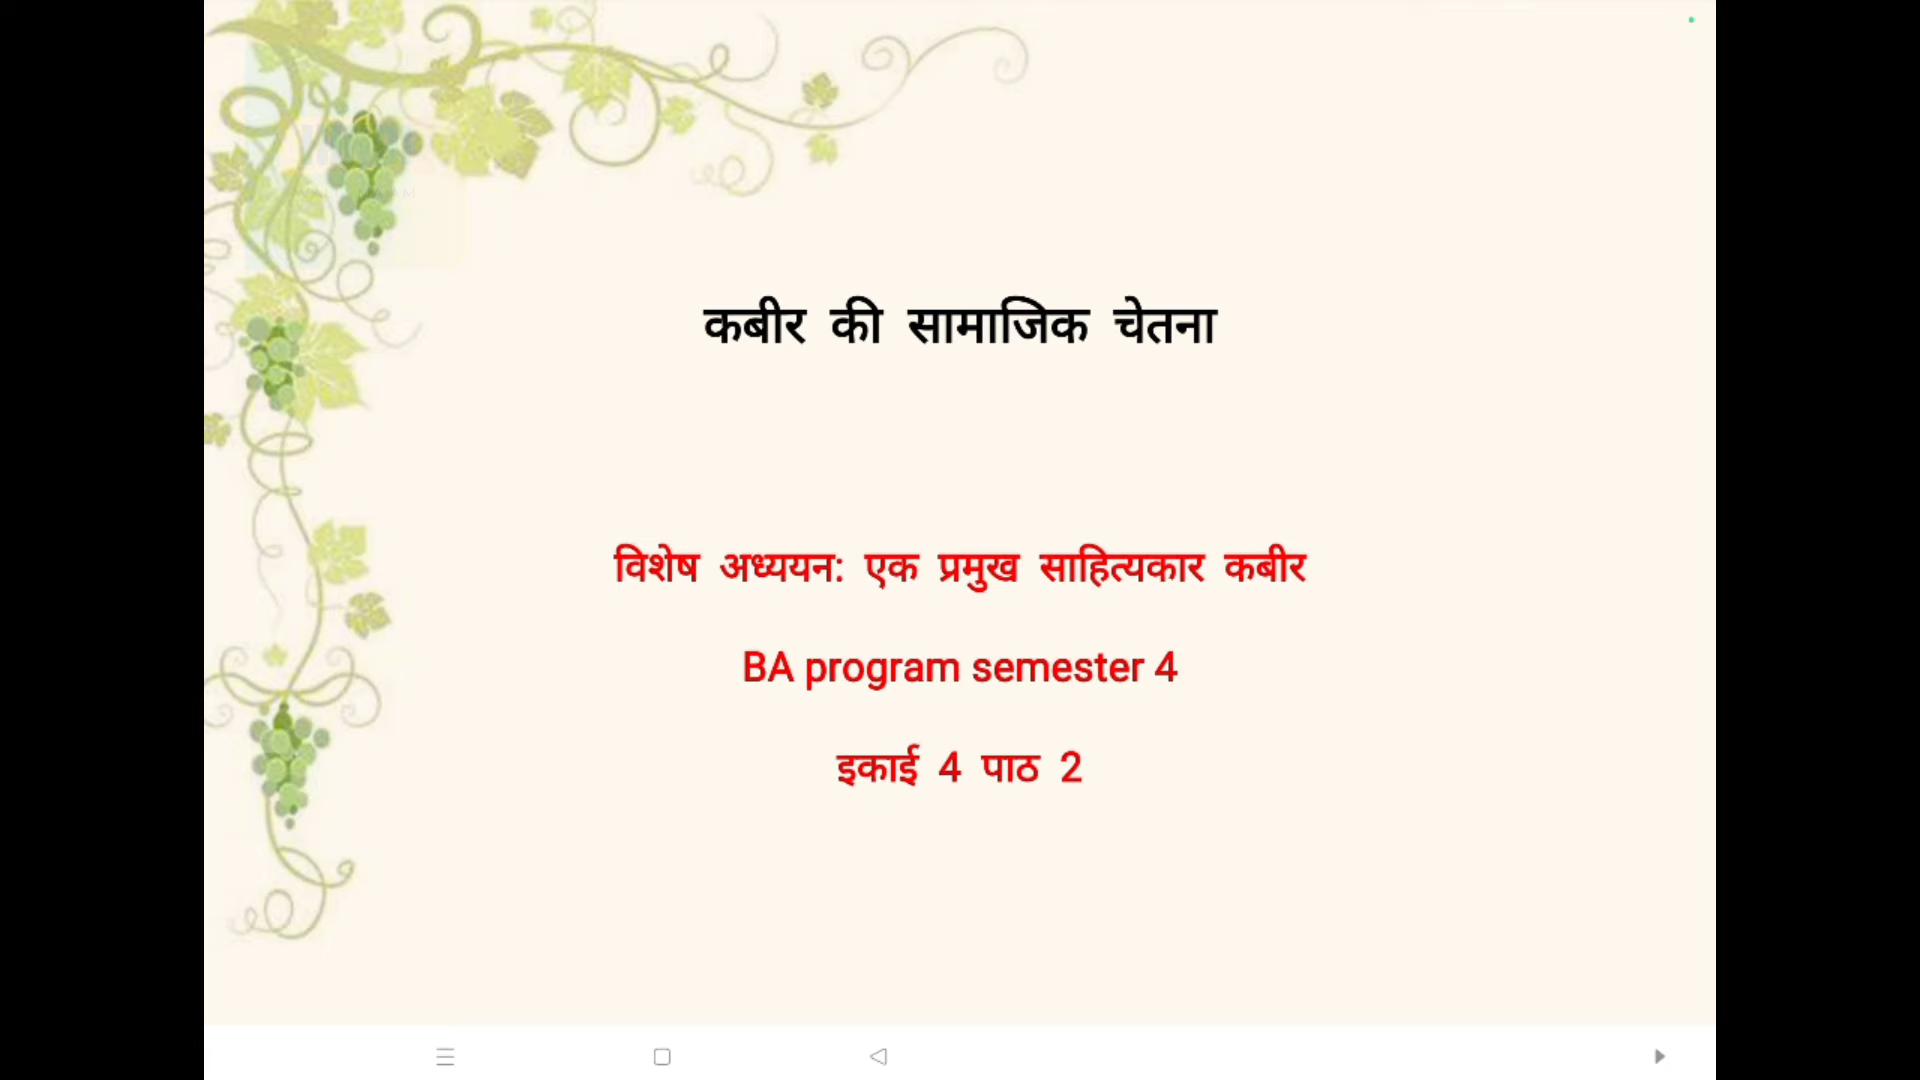 कबीर की सामाजिक चेतना
विशेष अध्ययन: एक प्रमुख साहित्यकार कबीर
BA program semester 4
इकाई 4 पाठ 2